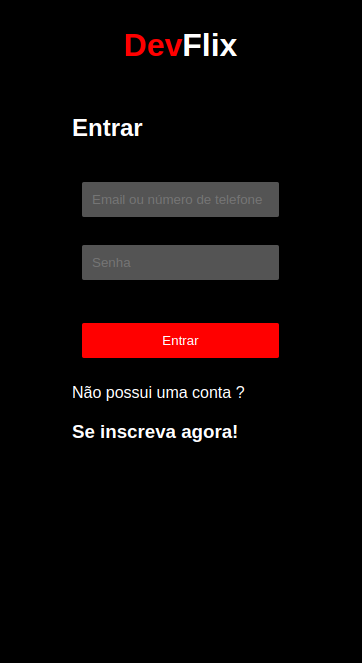 DevFlix
Entrar
Email ou número de telefone
Senha
Entrar
Não possui uma conta ?
Se inscreva agora!